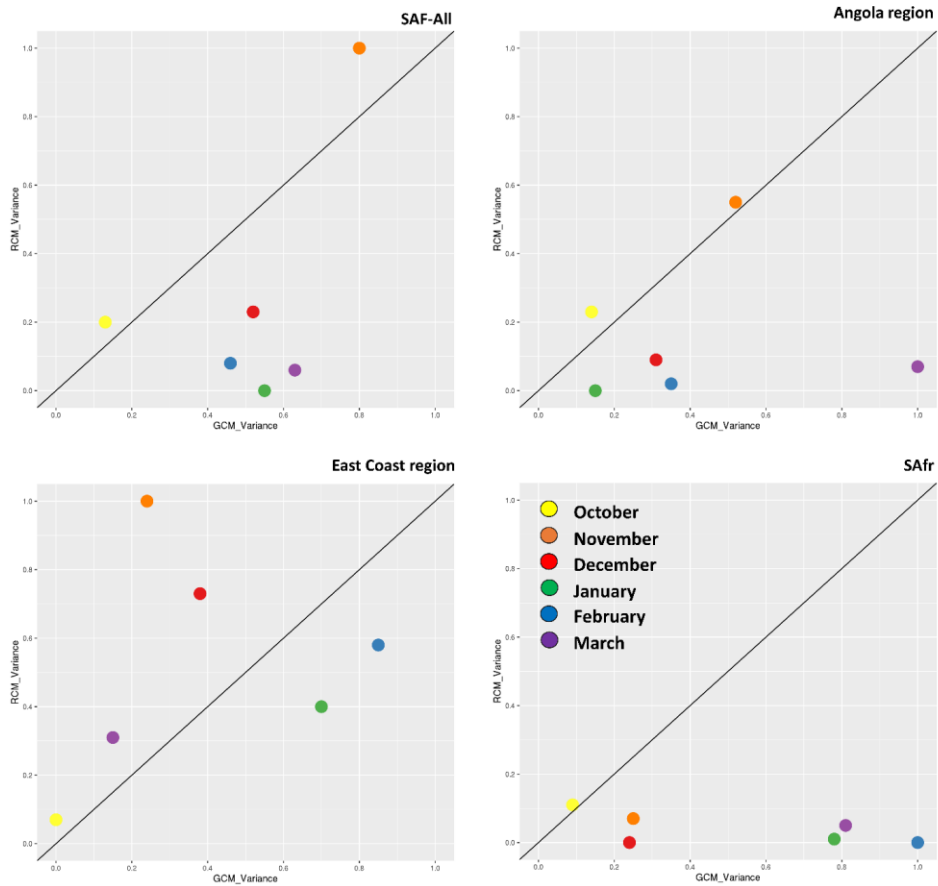 SAF-All
1.0
0.8
0.6
0.4
0.2
0.0
RCM_Variance
0.0 0.2 0.4 0.6 0.8 1.0
GCM_Variance
Angola region
1.0
0.8
0.6
0.4
0.2
0.0
RCM_Variance
0.0 0.2 0.4 0.6 0.8 1.0
GCM_Variance
East Coast region
1.0
0.8
0.6
0.4
0.2
0.0
RCM_Variance
0.0 0.2 0.4 0.6 0.8 1.0
GCM_Variance
SAfr
October
November
December
January
February
March
1.0
0.8
0.6
0.4
0.2
0.0
RCM_Variance
0.0 0.2 0.4 0.6 0.8 1.0
GCM_Variance